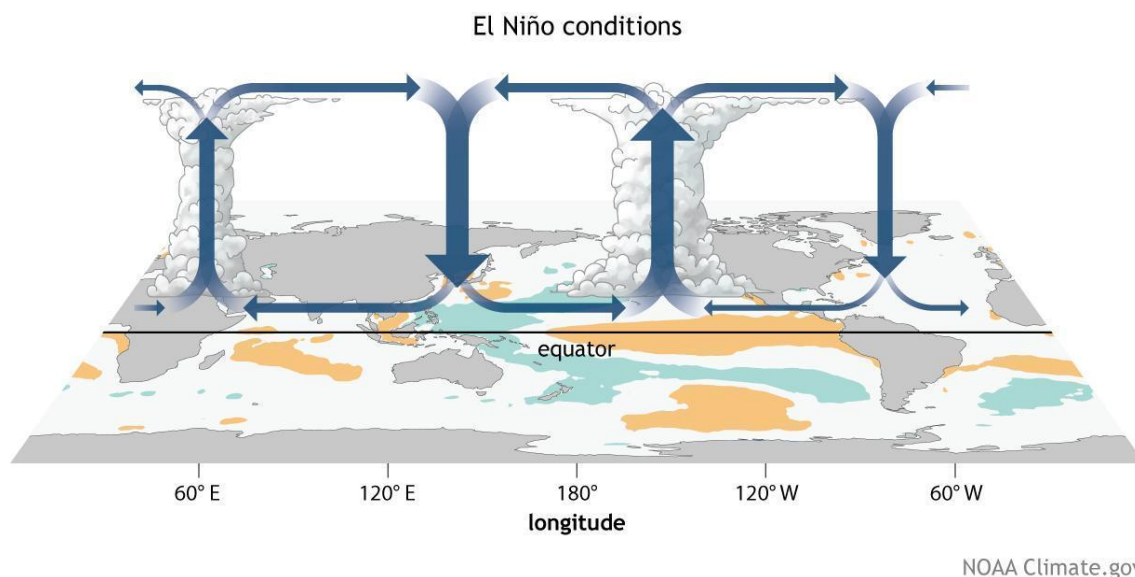 El Niño conditions
equator
60° E 120° E 180° 120° W 60° W
longitude
NOAA Climate.gov